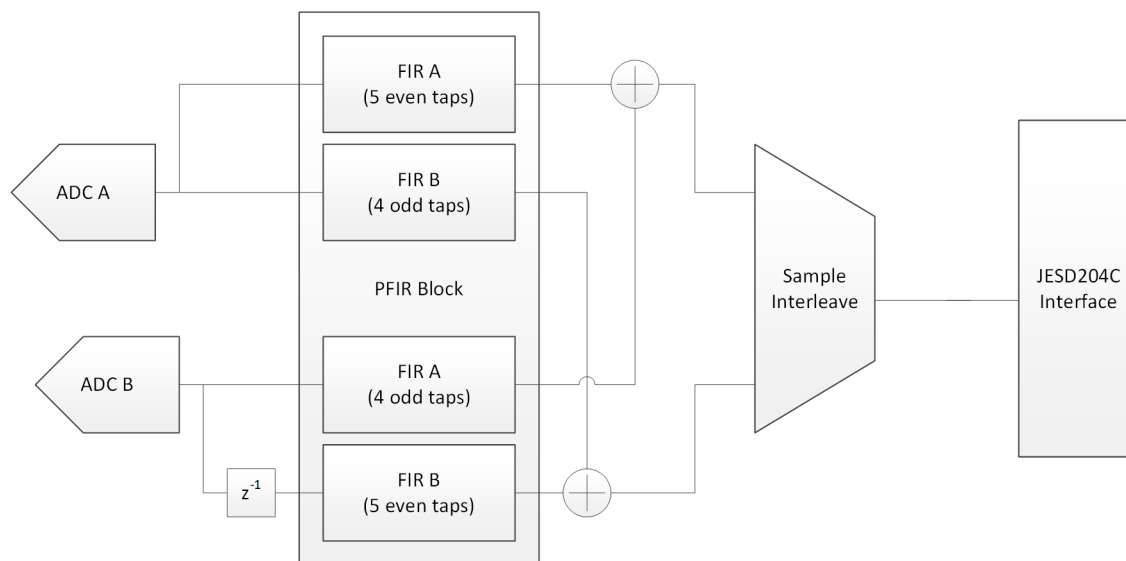 FIR A
(5 even taps)
ADC A
FIR B
(4 odd taps)
PFIR Block
Sample
Interleave
JESD204C
Interface
ADC B
FIR A
(4 odd taps)
z⁻¹
FIR B
(5 even taps)